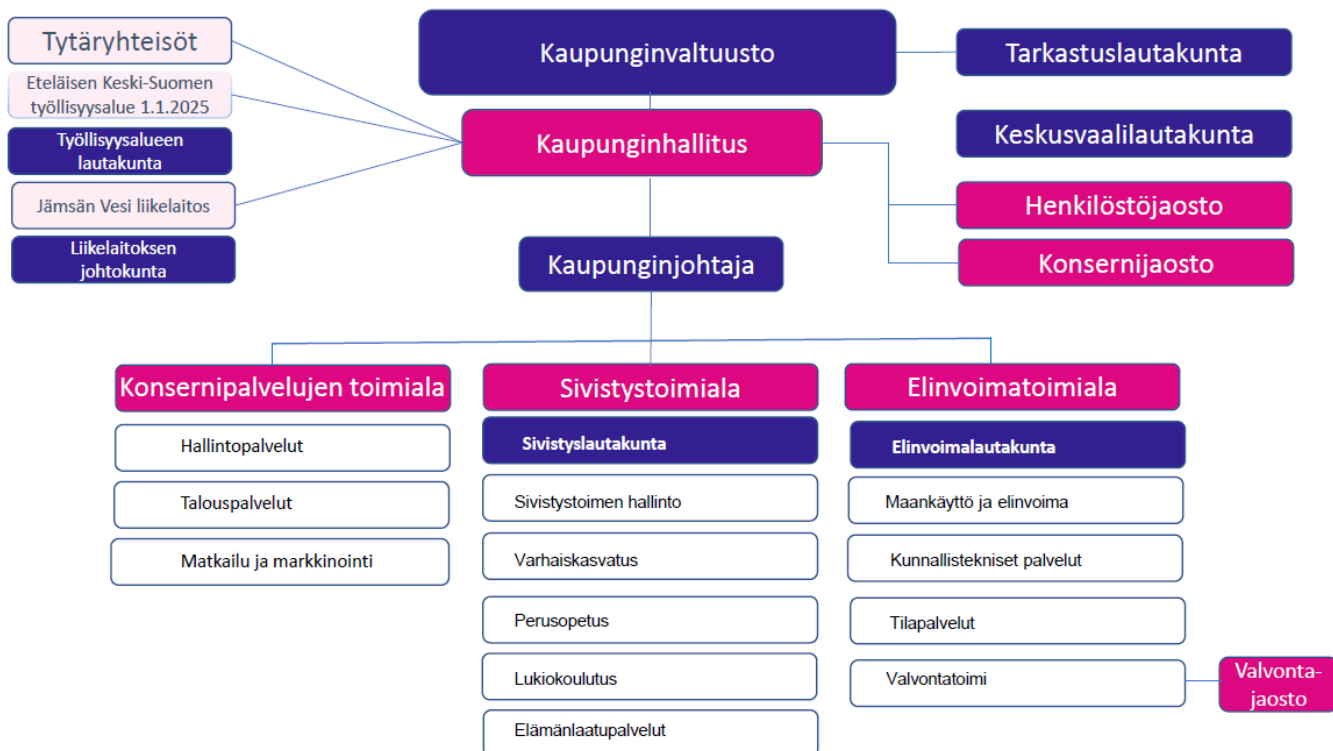 Tytäryhteisöt
Eteläisen Keski-Suomen
työllisyysalue 1.1.2025
Työllisyysalueen
lautakunta
Jämsän Vesi liikelaitos
Liikelaitoksen
johtokunta
Kaupunginvaltuusto
Kaupunginhallitus
Kaupunginjohtaja
Tarkastuslautakunta
Keskusvaalilautakunta
Henkilöstöjaosto
Konsernijaosto
Konsernipalvelujen toimiala
Hallintopalvelut
Talouspalvelut
Matkailu ja markkinointi
Sivistystoimiala
Sivistyslautakunta
Sivistystoimen hallinto
Varhaiskasvatus
Perusopetus
Lukiokoulutus
Elämänlaatupalvelut
Elinvoimatoimiala
Elinvoimalautakunta
Maankäyttö ja elinvoima
Kunnallistekniset palvelut
Tilapalvelut
Valvontatoimi
Valvonta-
jaosto